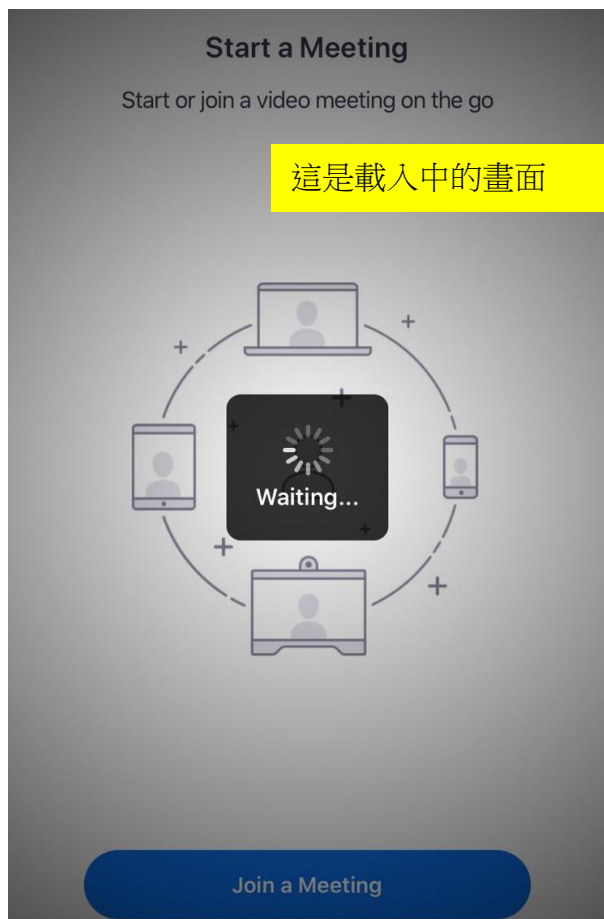 Start a Meeting
Start or join a video meeting on the go
這是載入中的畫面
Waiting...
Join a Meeting